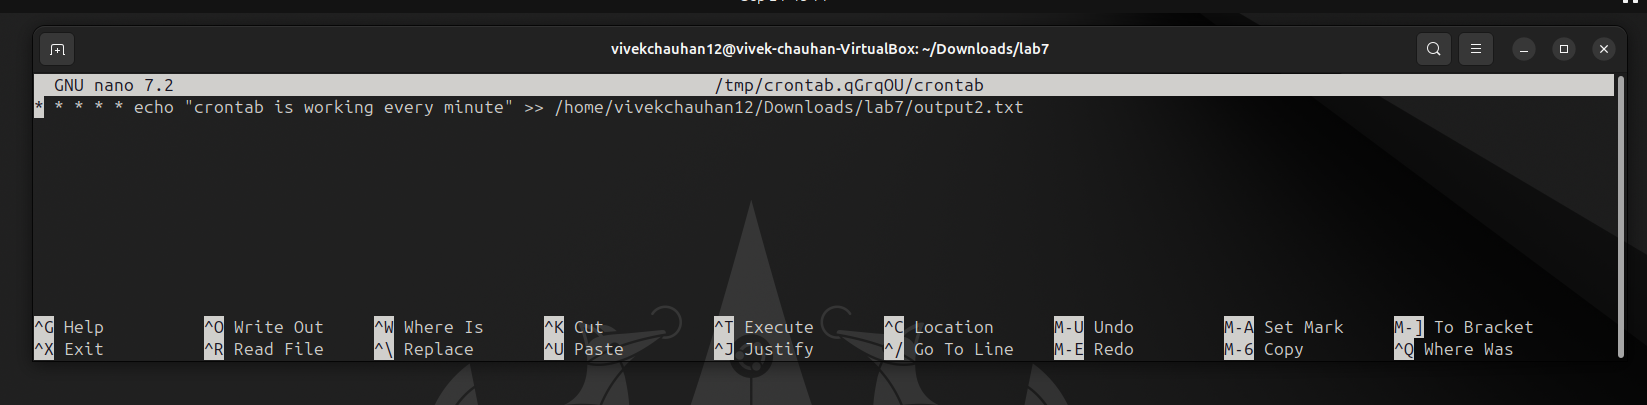 vivekchauhan12@vivek-chauhan-VirtualBox: ~/Downloads/lab7
GNU nano 7.2 /tmp/crontab.qGrqOU/crontab
* * * * * echo "crontab is working every minute" >> /home/vivekchauhan12/Downloads/lab7/output2.txt
^G Help ^O Write Out ^W Where Is ^K Cut ^T Execute ^C Location M-U Undo M-A Set Mark M-] To Bracket
^X Exit ^R Read File ^\ Replace ^U Paste ^J Justify ^/ Go To Line M-E Redo M-6 Copy ^Q Where Was